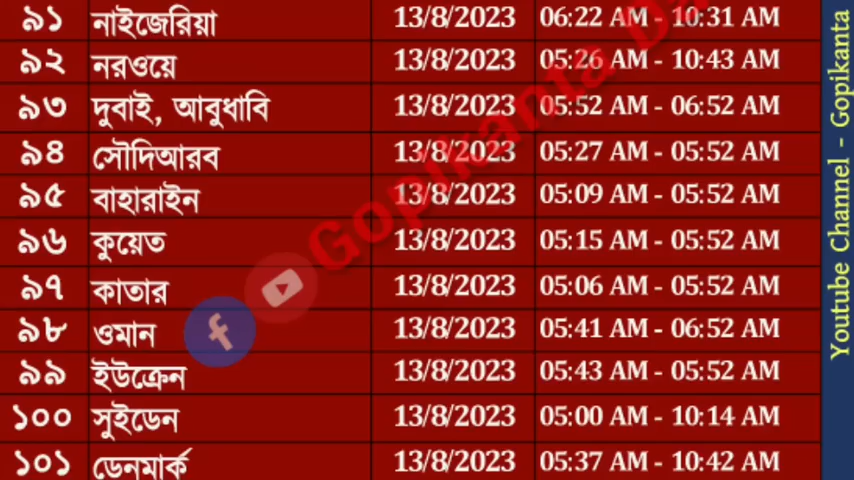 ৯১ নাইজেরিয়া 13/8/2023 06:22 AM - 10:31 AM
৯২ নরওয়ে 13/8/2023 05:26 AM - 10:43 AM
৯৩ দুবাই, আবুধাবি 13/8/2023 05:52 AM - 06:52 AM
৯৪ সৌদিআরব 13/8/2023 05:27 AM - 05:52 AM
৯৫ বাহারাইন 13/8/2023 05:09 AM - 05:52 AM
৯৬ কুয়েত 13/8/2023 05:15 AM - 05:52 AM
৯৭ কাতার 13/8/2023 05:06 AM - 05:52 AM
৯৮ ওমান 13/8/2023 05:41 AM - 06:52 AM
৯৯ ইউক্রেন 13/8/2023 05:43 AM - 05:52 AM
১০০ সুইডেন 13/8/2023 05:00 AM - 10:14 AM
১০১ ডেনমার্ক 13/8/2023 05:37 AM - 10:42 AM
Youtube Channel - Gopikanta
Gopikanta